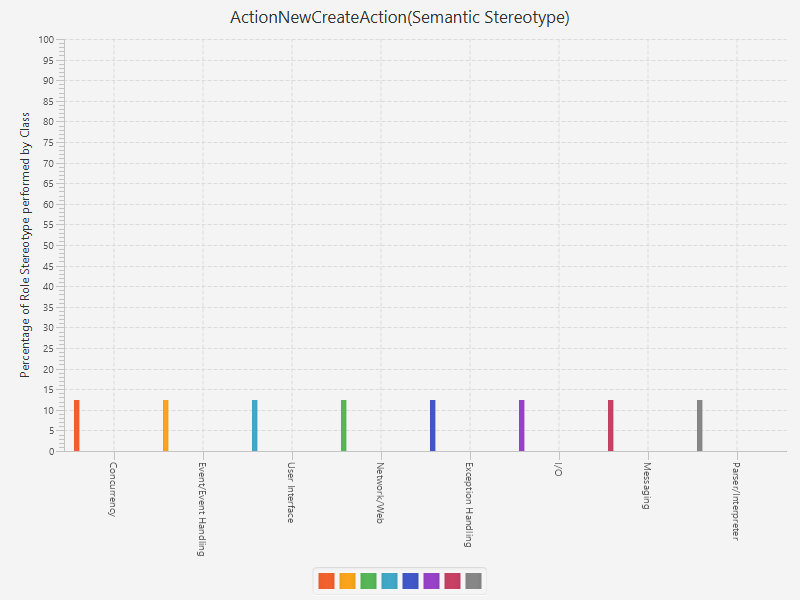 ActionNewCreateAction(Semantic Stereotype)
Percentage of Role Stereotype performed by Class
100
95
90
85
80
75
70
65
60
55
50
45
40
35
30
25
20
15
10
5
0
Concurrency
Event/Event Handling
User Interface
Network/Web
Exception Handling
I/O
Messaging
Parser/Interpreter